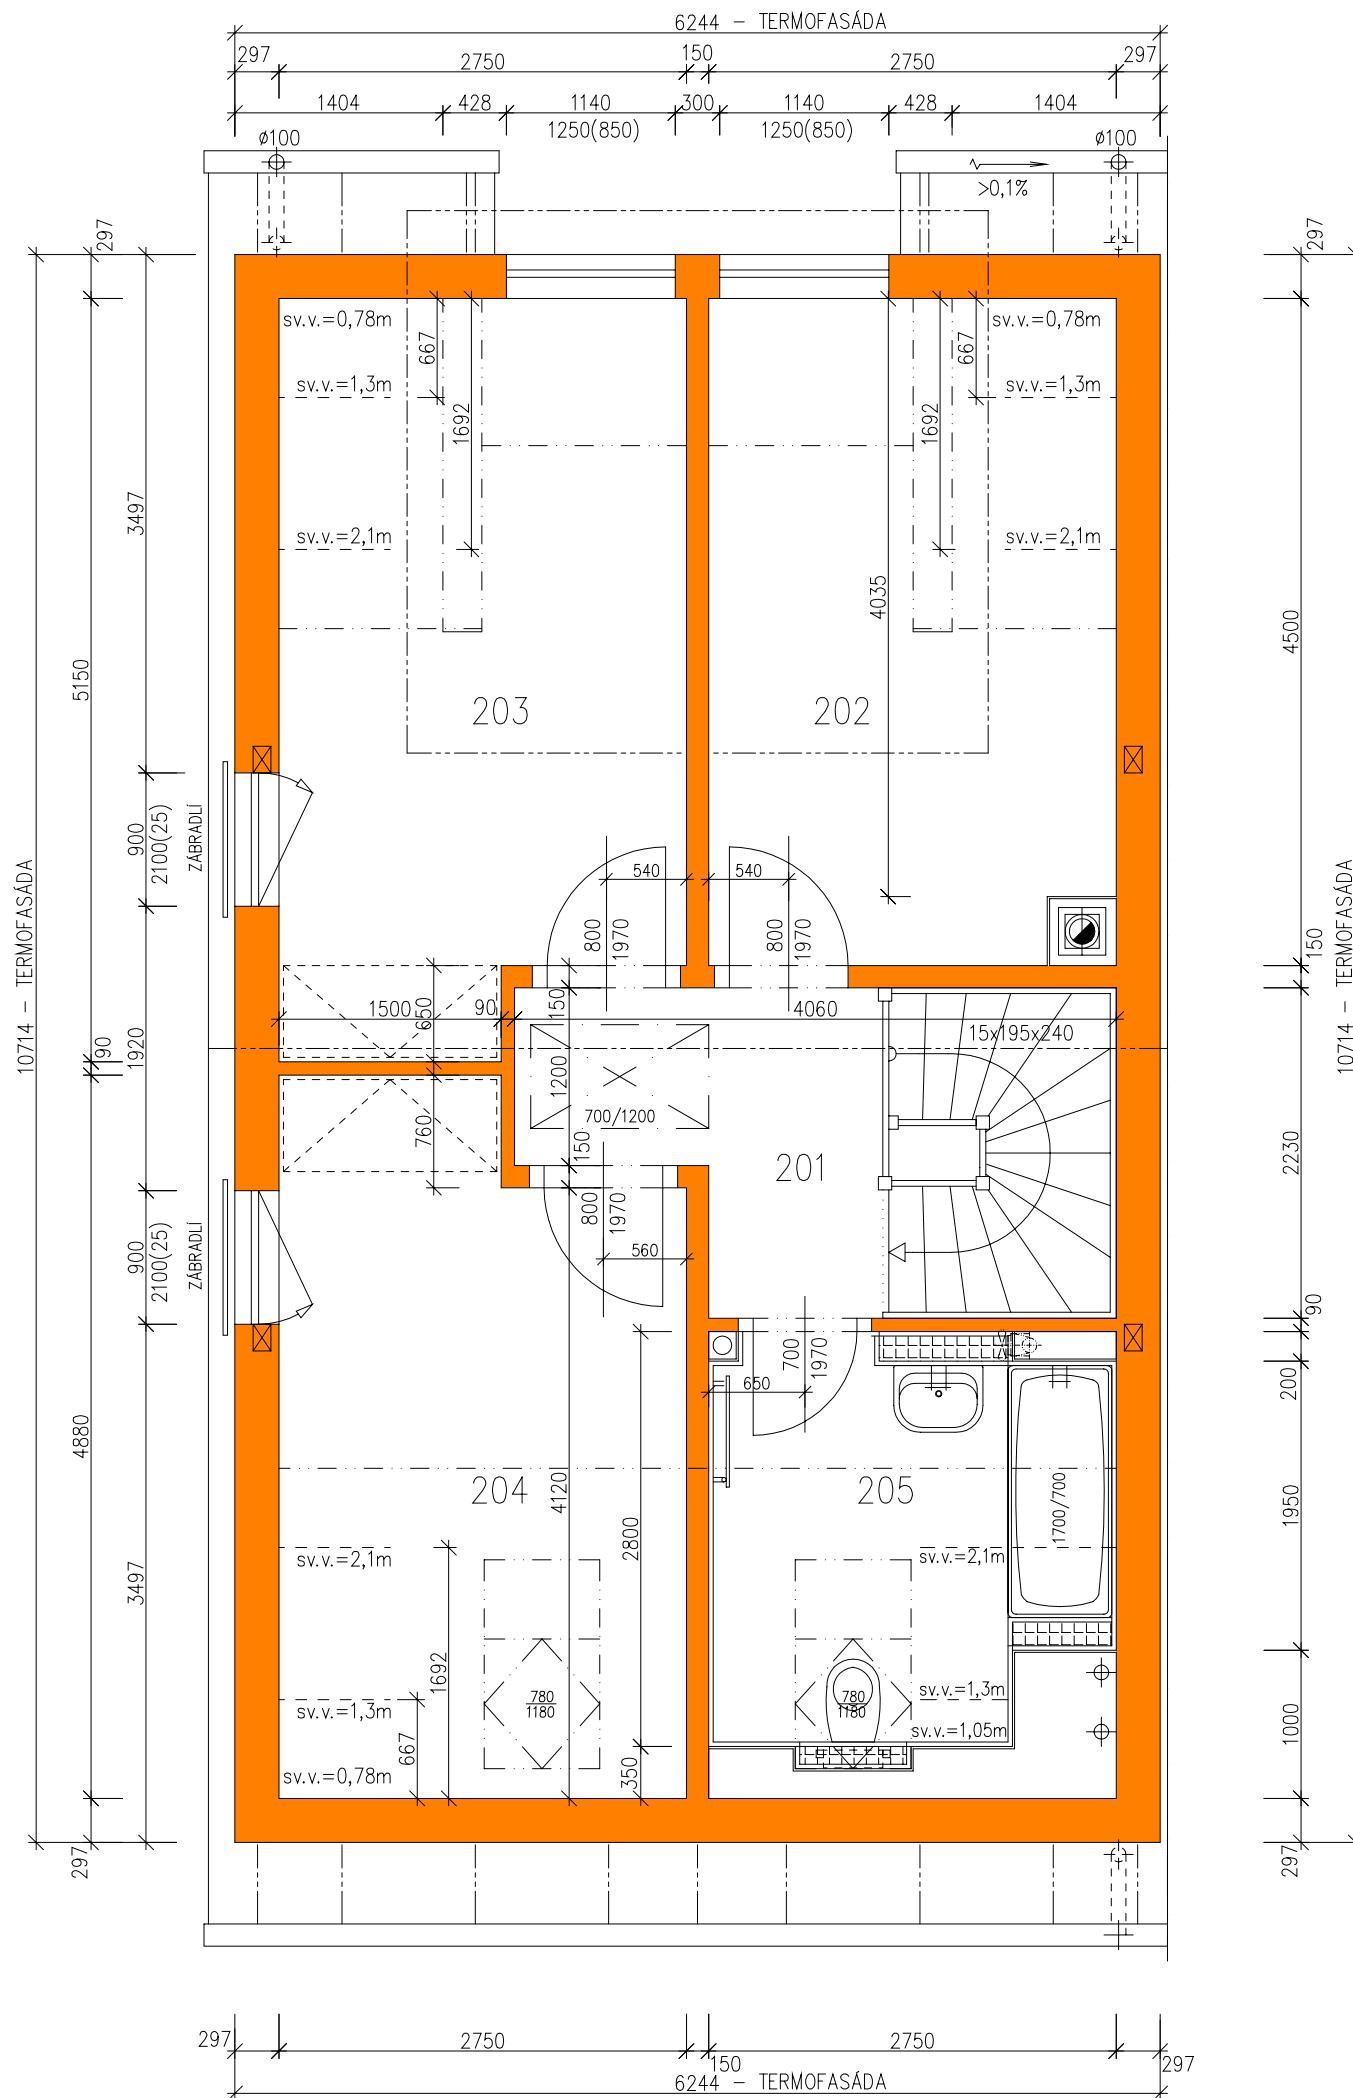 6244 – TERMOFASÁDA
297 2750 150 2750 297
1404 428 1140 300 1140 428 1404
1250(850) 1250(850)
ø100 ø100
>0,1%
297 297
sv.v.=0,78m sv.v.=0,78m
667 667
sv.v.=1,3m sv.v.=1,3m
1692 1692
3497
sv.v.=2,1m sv.v.=2,1m
4035
4500
5150
203 202
900
2100(25)
ZÁBRADLÍ
10714 – TERMOFASÁDA
10714 – TERMOFASÁDA
540 540
800
1970
800
1970
150
1500 650 90 150 4060
15x195x240
90
1920
1200
700/1200
760
150
201
2230
800
1970
560
900
2100(25)
ZÁBRADLÍ
90
700
1970
650
200
4880
204
4120
205
2800
1700/700
1950
sv.v.=2,1m sv.v.=2,1m
3497
1692
780
1180
780
1180
sv.v.=1,3m sv.v.=1,3m
sv.v.=1,05m
667
350
1000
sv.v.=0,78m
297 297
297 2750 150 2750 297
6244 – TERMOFASÁDA